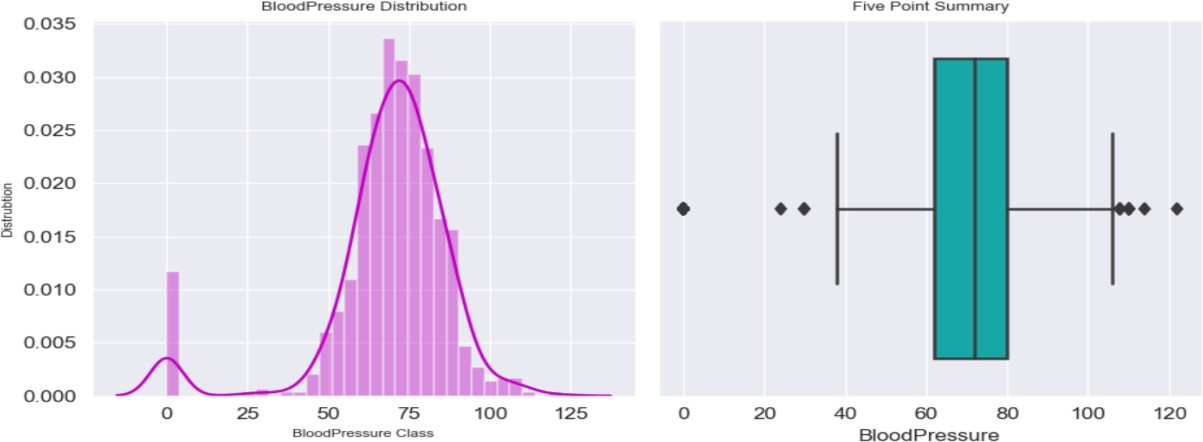 BloodPressure Distribution
0.035
0.030
0.025
0.020
0.015
0.010
0.005
0.000
Distrubtion
0 25 50 75 100 125
BloodPressure Class
Five Point Summary
0 20 40 60 80 100 120
BloodPressure